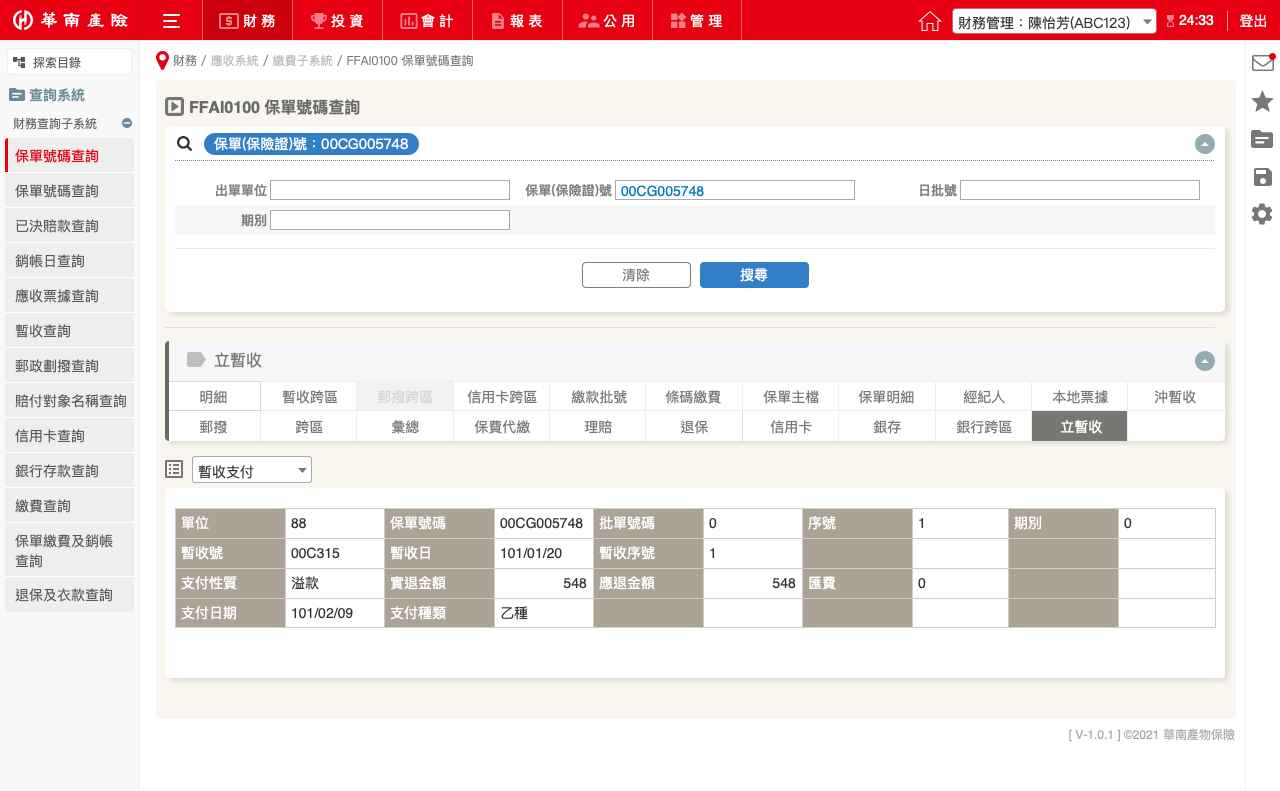 華南產險 財務 投資 會計 報表 公用 管理 財務管理：陳怡芳(ABC123) 24:33 登出
探索目錄
查詢系統
財務查詢子系統
保單號碼查詢
保單號碼查詢
已決賠款查詢
銷帳日查詢
應收票據查詢
暫收查詢
郵政劃撥查詢
賠付對象名稱查詢
信用卡查詢
銀行存款查詢
繳費查詢
保單繳費及銷帳
查詢
退保及衣款查詢
財務 / 應收系統 / 繳費子系統 / FFAI0100 保單號碼查詢
FFAI0100 保單號碼查詢
保單(保險證)號：00CG005748
出單單位 保單(保險證)號 00CG005748 日批號
期別
清除 搜尋
立暫收
明細 暫收跨區 郵撥跨區 信用卡跨區 繳款批號 條碼繳費 保單主檔 保單明細 經紀人 本地票據 沖暫收
郵撥 跨區 彙總 保費代繳 理賠 退保 信用卡 銀存 銀行跨區 立暫收
暫收支付
單位 88 保單號碼 00CG005748 批單號碼 0 序號 1 期別 0
暫收號 00C315 暫收日 101/01/20 暫收序號 1
支付性質 溢款 實退金額 548 應退金額 548 匯費 0
支付日期 101/02/09 支付種類 乙種
[ V-1.0.1 ] ©2021 華南產物保險